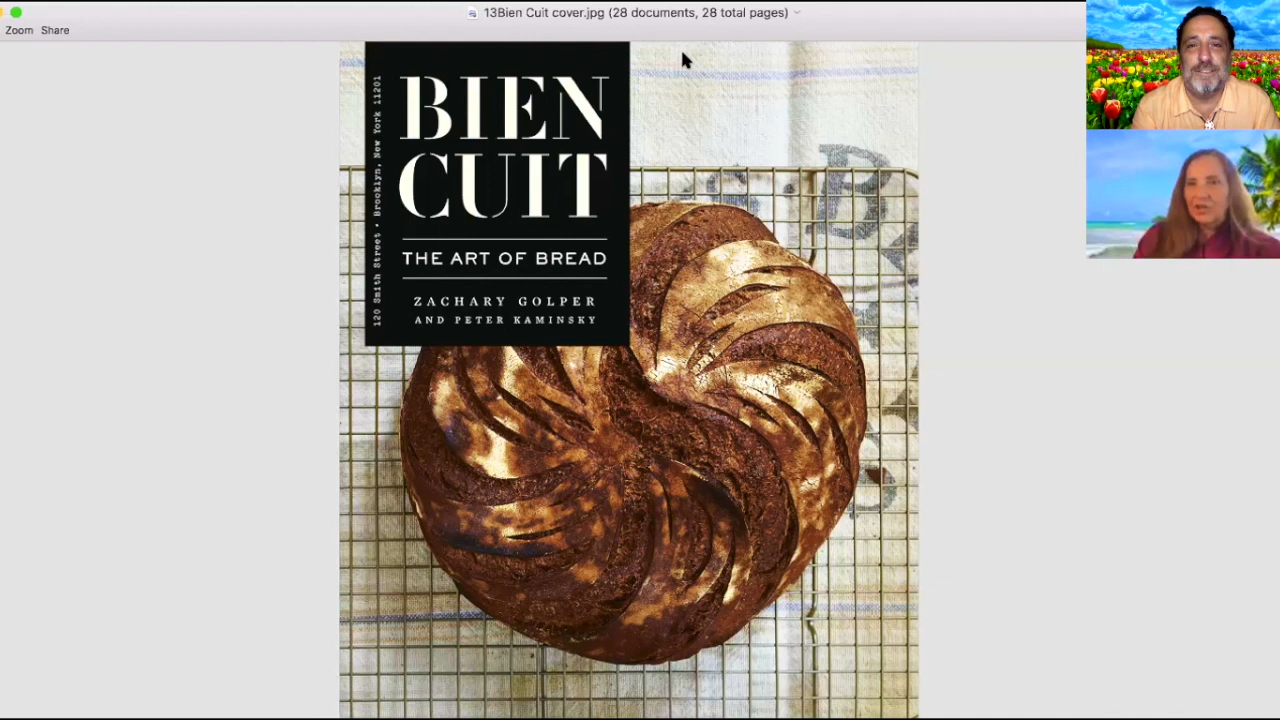 13Bien Cuit cover.jpg (28 documents, 28 total pages)
Zoom Share
BIEN
CUIT
THE ART OF BREAD
ZACHARY GOLPER
AND PETER KAMINSKY
120 Smith Street • Brooklyn, New York 11201
B